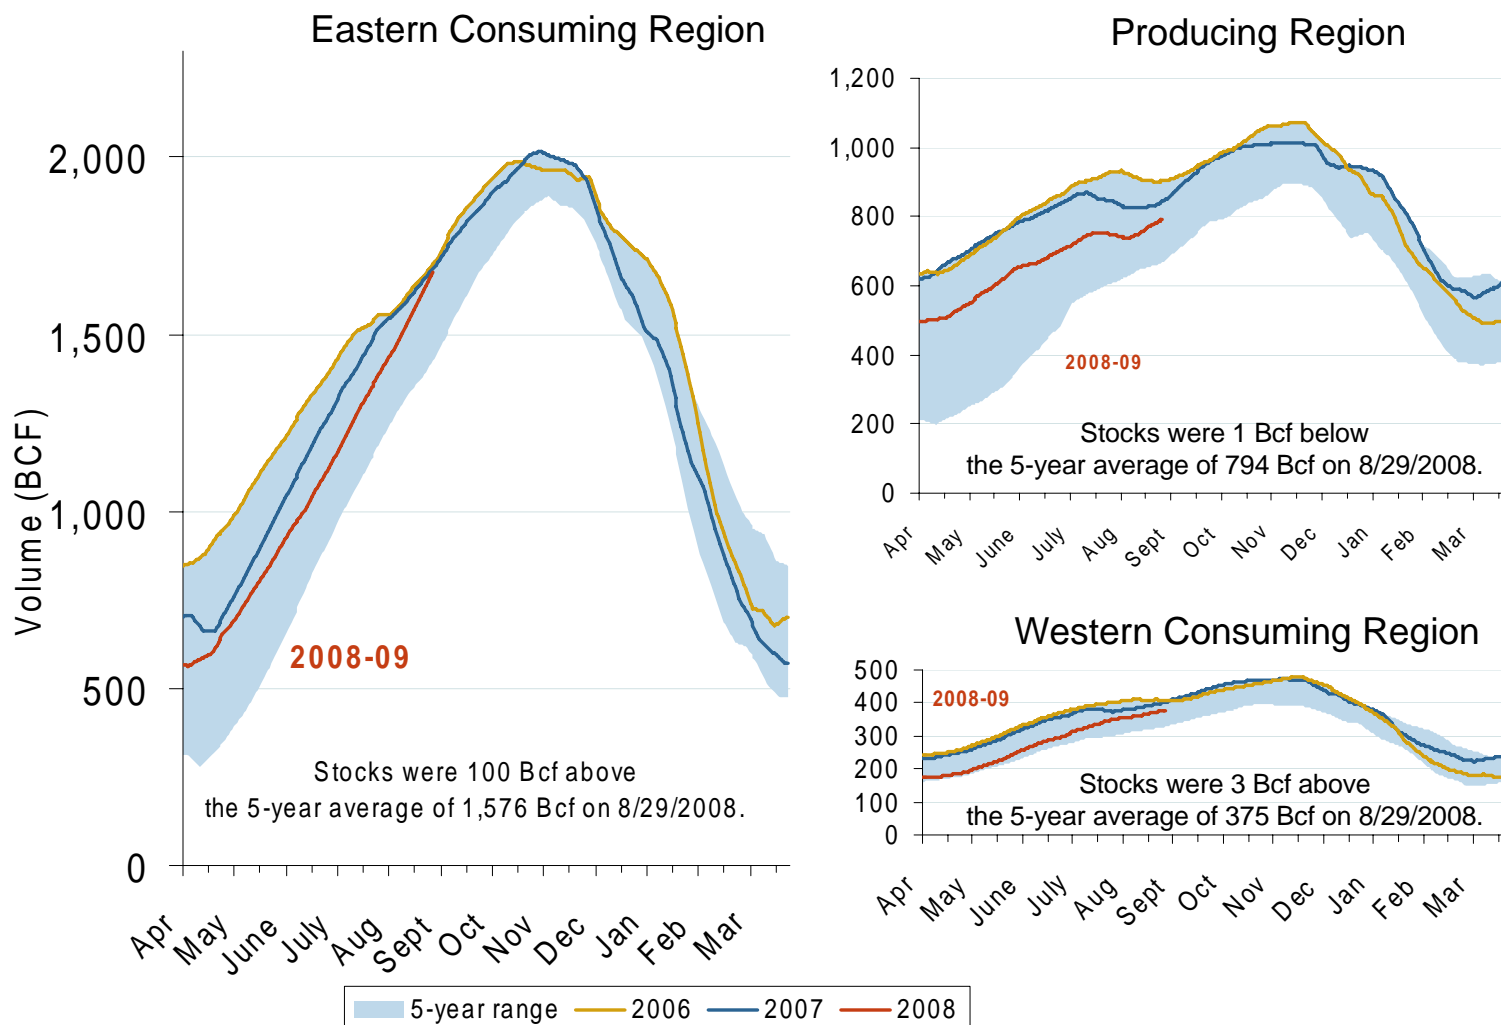 Eastern Consuming Region
Volume (BCF)
2,000
1,500
1,000
500
0
2008-09
Stocks were 100 Bcf above
the 5-year average of 1,576 Bcf on 8/29/2008.
Apr May June July Aug Sept Oct Nov Dec Jan Feb Mar
Producing Region
1,200
1,000
800
600
400
200
0
2008-09
Stocks were 1 Bcf below
the 5-year average of 794 Bcf on 8/29/2008.
Apr May June July Aug Sept Oct Nov Dec Jan Feb Mar
Western Consuming Region
500
400
300
200
100
0
2008-09
Stocks were 3 Bcf above
the 5-year average of 375 Bcf on 8/29/2008.
Apr May June July Aug Sept Oct Nov Dec Jan Feb Mar
5-year range 2006 2007 2008